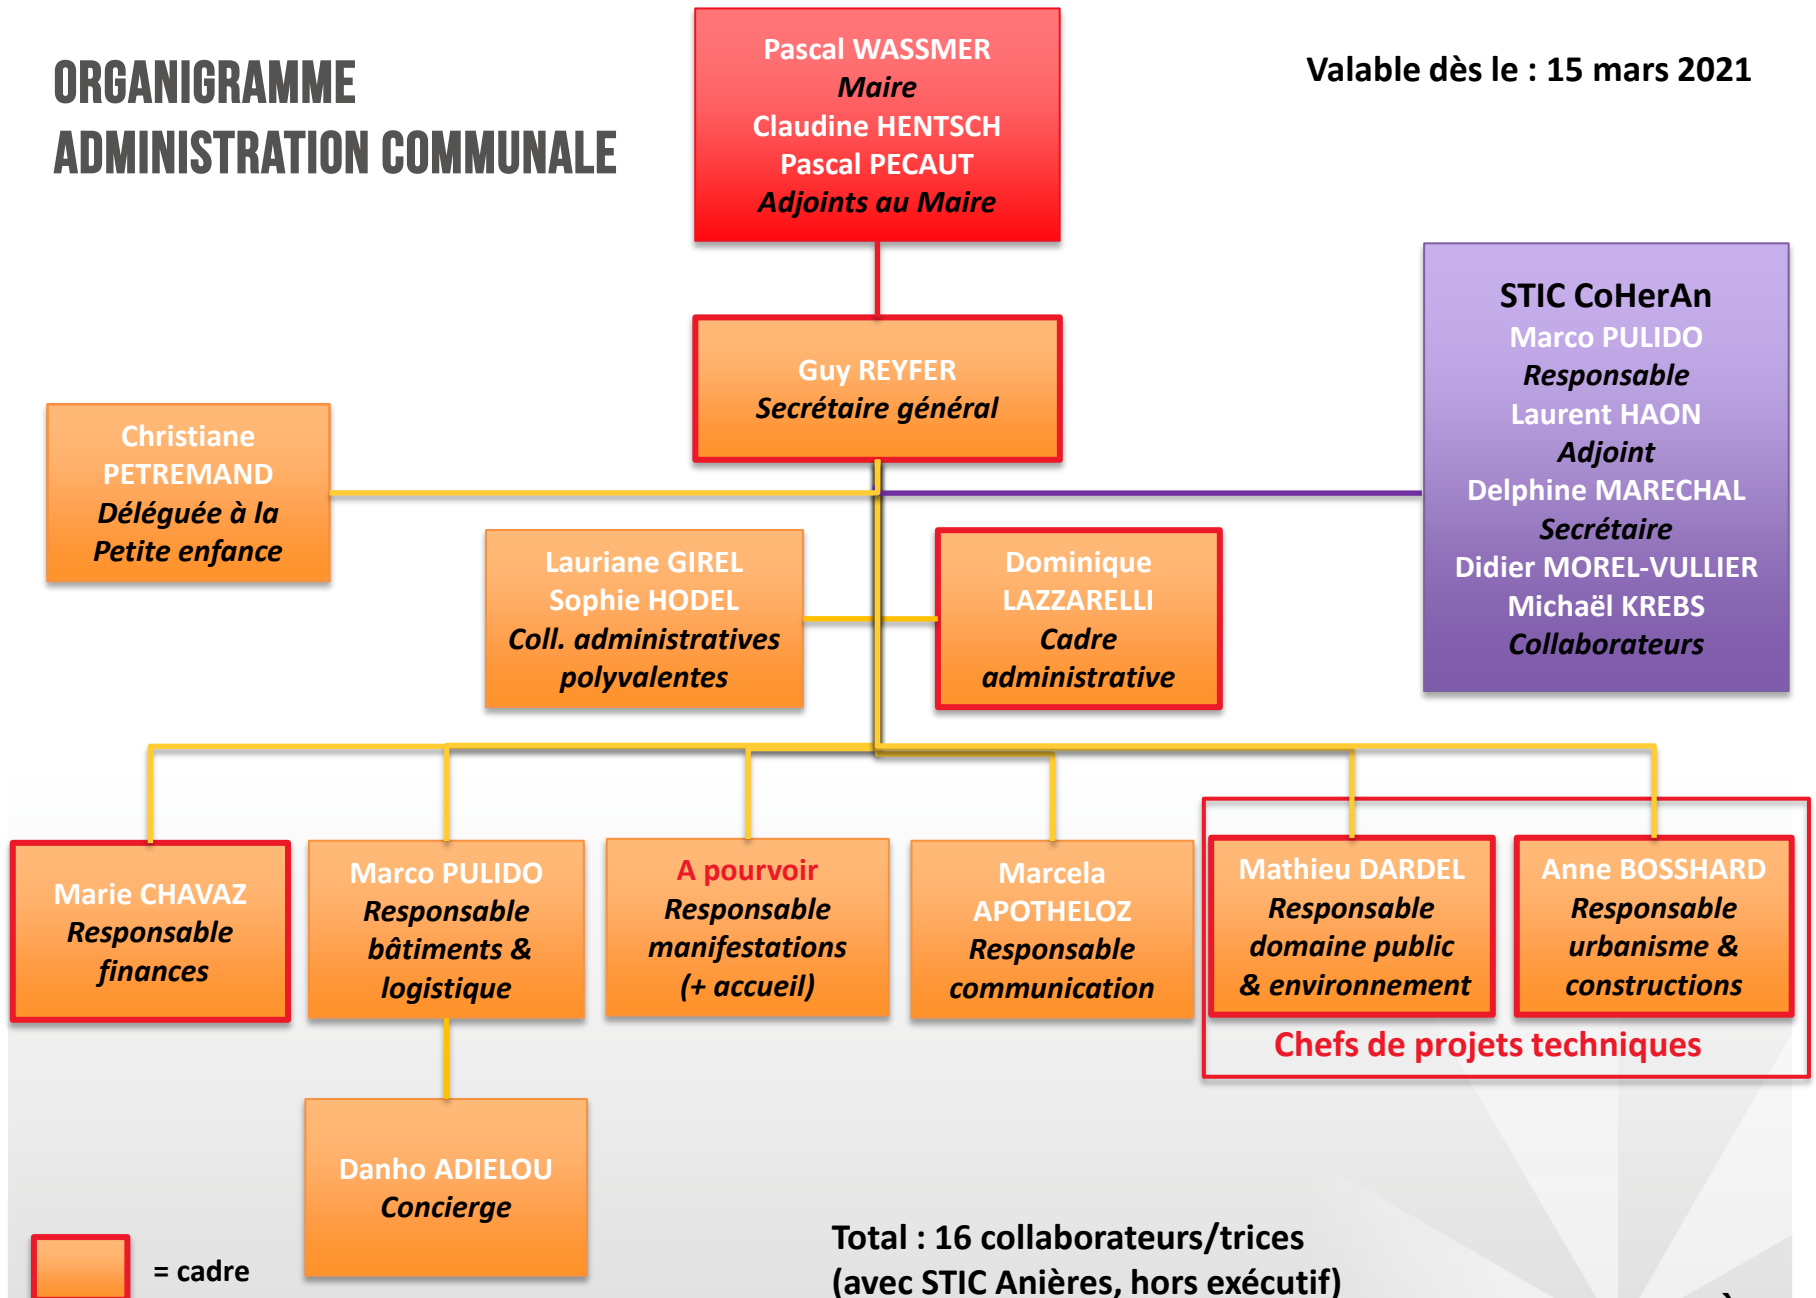 ORGANIGRAMME
ADMINISTRATION COMMUNALE
Valable dès le : 15 mars 2021
Pascal WASSMER
Maire
Claudine HENTSCH
Pascal PECAUT
Adjoints au Maire
Guy REYFER
Secrétaire général
STIC CoHerAn
Marco PULIDO
Responsable
Laurent HAON
Adjoint
Delphine MARECHAL
Secrétaire
Didier MOREL-VULLIER
Michaël KREBS
Collaborateurs
Christiane
PETREMAND
Déléguée à la
Petite enfance
Lauriane GIREL
Sophie HODEL
Coll. administratives
polyvalentes
Dominique
LAZZARELLI
Cadre
administrative
Marie CHAVAZ
Responsable
finances
Marco PULIDO
Responsable
bâtiments &
logistique
A pourvoir
Responsable
manifestations
(+ accueil)
Marcela
APOTHELOZ
Responsable
communication
Mathieu DARDEL
Responsable
domaine public
& environnement
Anne BOSSHARD
Responsable
urbanisme &
constructions
Chefs de projets techniques
Danho ADIELOU
Concierge
= cadre
Total : 16 collaborateurs/trices
(avec STIC Anières, hors exécutif)